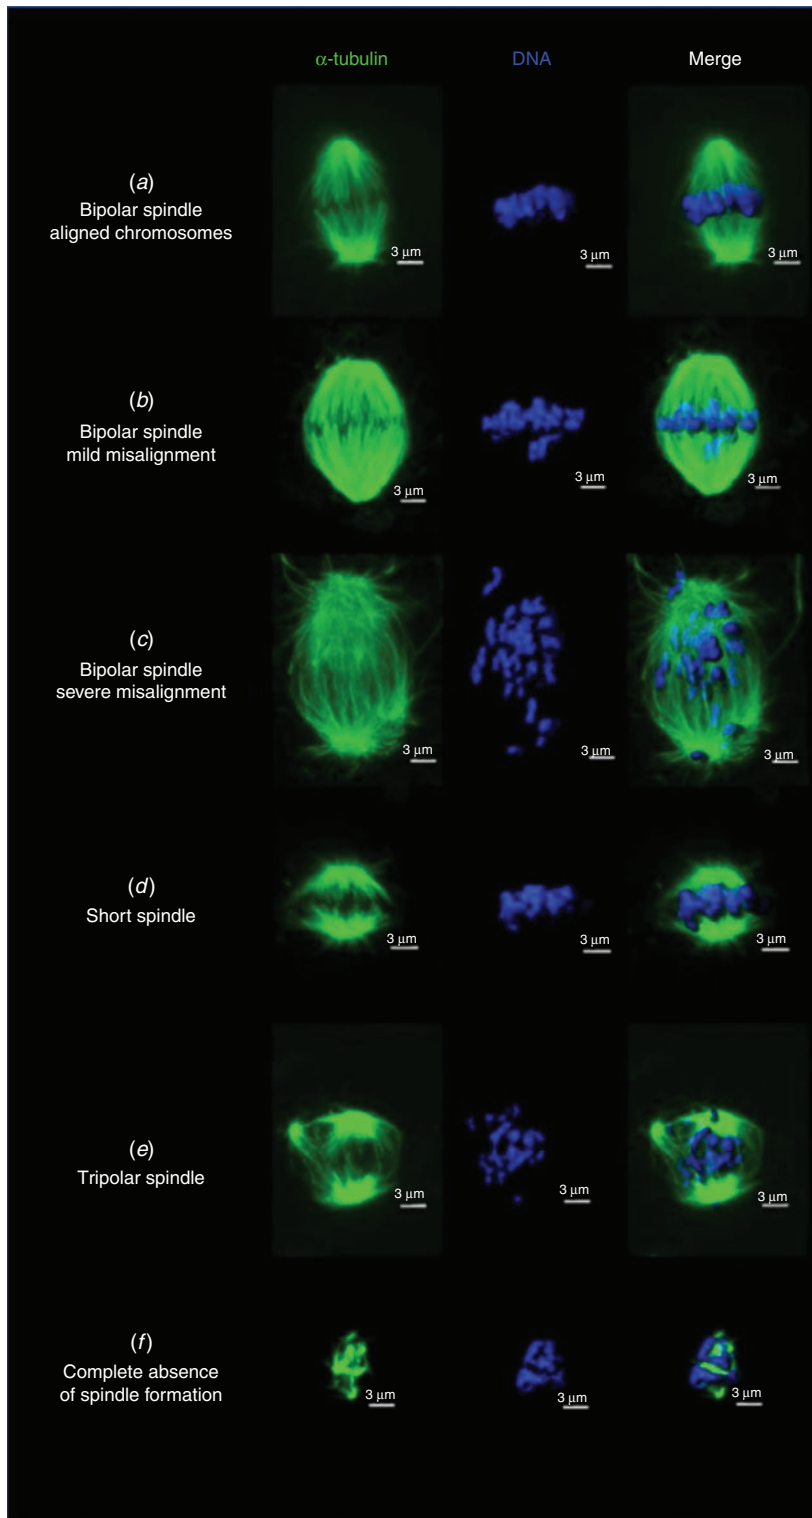 α-tubulin DNA Merge
(a)
Bipolar spindle
aligned chromosomes
3 μm 3 μm 3 μm
(b)
Bipolar spindle
mild misalignment
3 μm 3 μm 3 μm
(c)
Bipolar spindle
severe misalignment
3 μm 3 μm 3 μm
(d)
Short spindle
3 μm 3 μm 3 μm
(e)
Tripolar spindle
3 μm 3 μm 3 μm
(f)
Complete absence
of spindle formation
3 μm 3 μm 3 μm